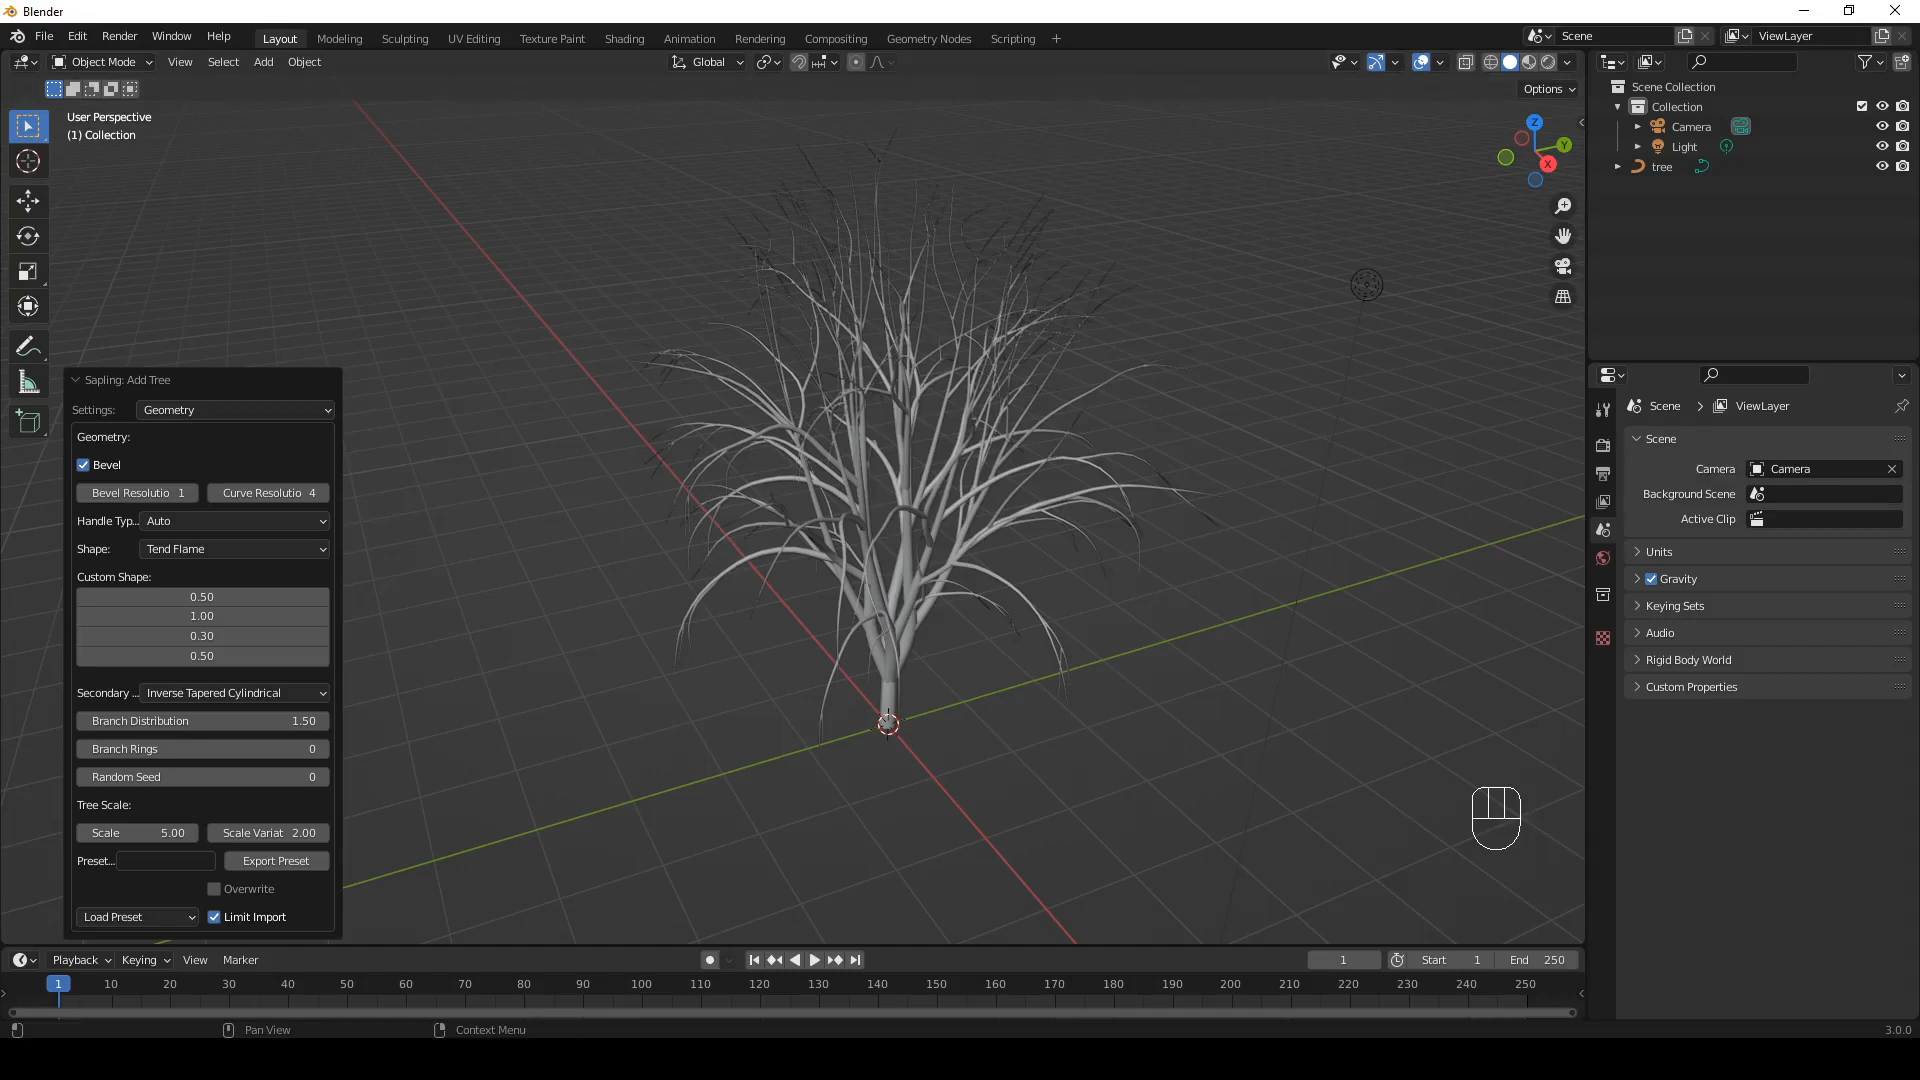 Blender
File Edit Render Window Help Layout Modeling Sculpting UV Editing Texture Paint Shading Animation Rendering Compositing Geometry Nodes Scripting + Scene ViewLayer
Object Mode View Select Add Object Global
Options
User Perspective
(1) Collection
Z
Y
X
Scene Collection
Collection
Camera
Light
tree
Sapling: Add Tree
Settings: Geometry
Geometry:
Bevel
Bevel Resolutio 1 Curve Resolutio 4
Handle Typ... Auto
Shape: Tend Flame
Custom Shape:
0.50
1.00
0.30
0.50
Secondary ... Inverse Tapered Cylindrical
Branch Distribution 1.50
Branch Rings 0
Random Seed 0
Tree Scale:
Scale 5.00 Scale Variat 2.00
Preset... Export Preset
Overwrite
Load Preset Limit Import
Scene > ViewLayer
Scene
Camera Camera
Background Scene
Active Clip
Units
Gravity
Keying Sets
Audio
Rigid Body World
Custom Properties
Playback Keying View Marker 1 Start 1 End 250
1 10 20 30 40 50 60 70 80 90 100 110 120 130 140 150 160 170 180 190 200 210 220 230 240 250
Pan View Context Menu 3.0.0